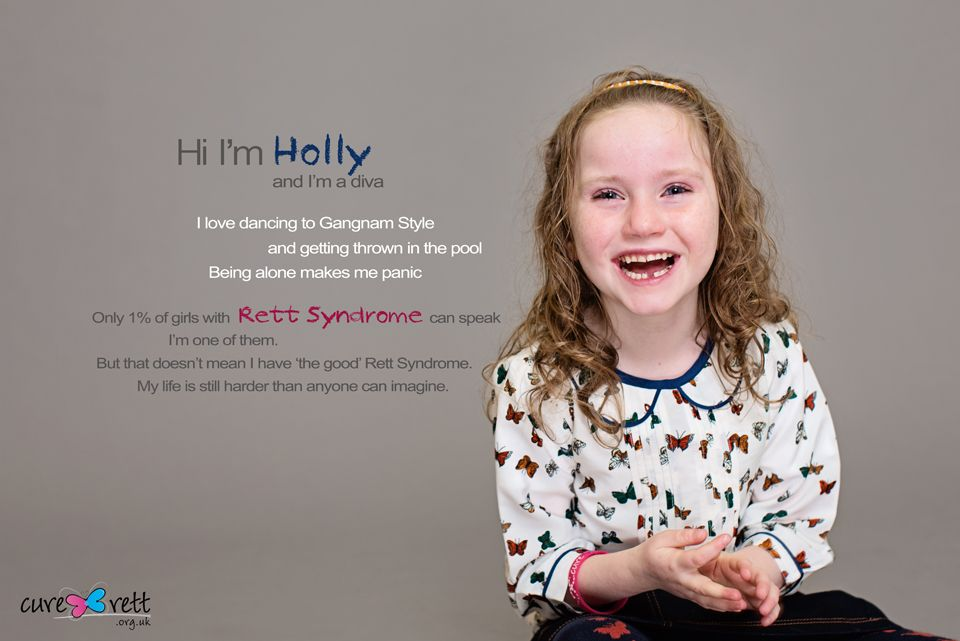 Hi I'm Holly
and I'm a diva
I love dancing to Gangnam Style
and getting thrown in the pool
Being alone makes me panic
Only 1% of girls with Rett Syndrome can speak
I'm one of them.
But that doesn't mean I have 'the good' Rett Syndrome.
My life is still harder than anyone can imagine.
cure rett
.org.uk